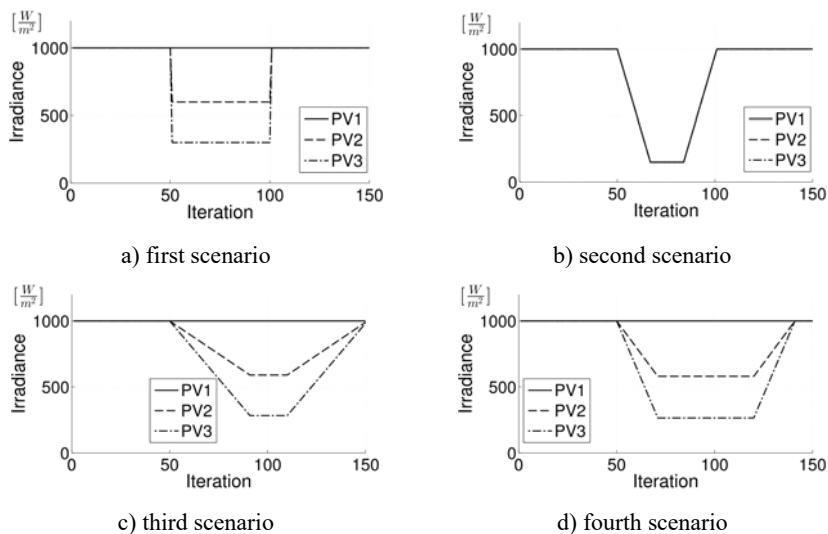 [W/m²]
1000
500
0
Irradiance
PV1
PV2
PV3
0 50 100 150
Iteration
a) first scenario
[W/m²]
1000
500
0
Irradiance
PV1
PV2
PV3
0 50 100 150
Iteration
b) second scenario
[W/m²]
1000
500
0
Irradiance
PV1
PV2
PV3
0 50 100 150
Iteration
c) third scenario
[W/m²]
1000
500
0
Irradiance
PV1
PV2
PV3
0 50 100 150
Iteration
d) fourth scenario